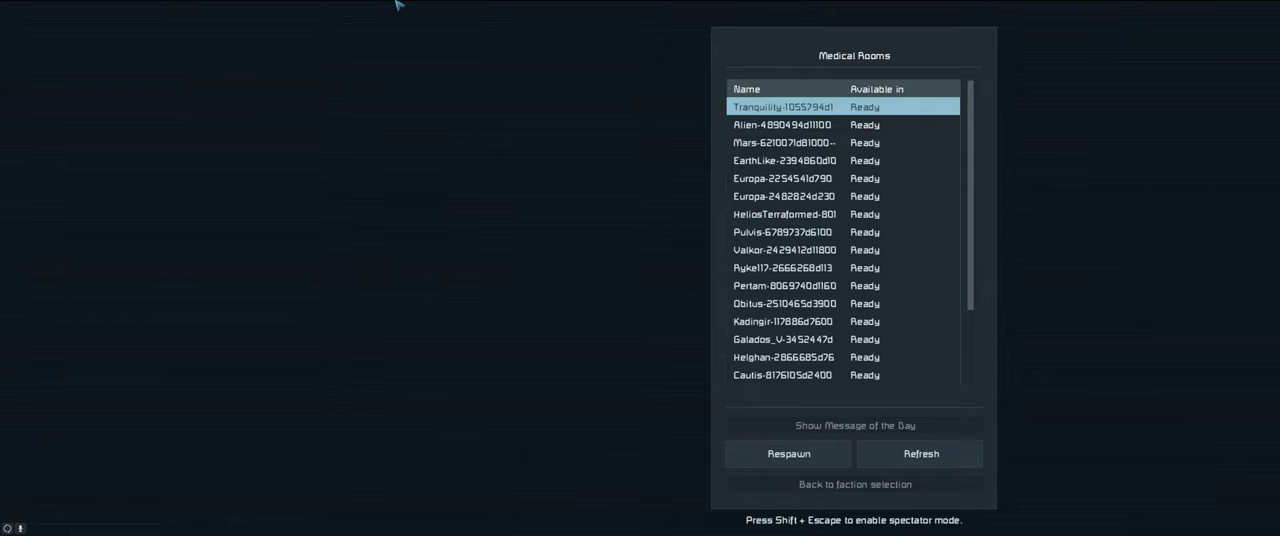 Medical Rooms
Name Available in
Tranquility-1055794d1 Ready
Alien-4890494d11100 Ready
Mars-6210071d81000-- Ready
EarthLike-2394860d10 Ready
Europa-2254541d790 Ready
Europa-2482824d230 Ready
HeliosTerraformed-801 Ready
Pulvis-6789737d6100 Ready
Valkor-2429412d11800 Ready
Ryke117-2666268d113 Ready
Pertam-8069740d1160 Ready
Obitus-2510465d3900 Ready
Kadingir-117886d7600 Ready
Galados_V-3452447d Ready
Helghan-2866685d76 Ready
Cautis-8176105d2400 Ready
Show Message of the Day
Respawn Refresh
Back to faction selection
Press Shift + Escape to enable spectator mode.